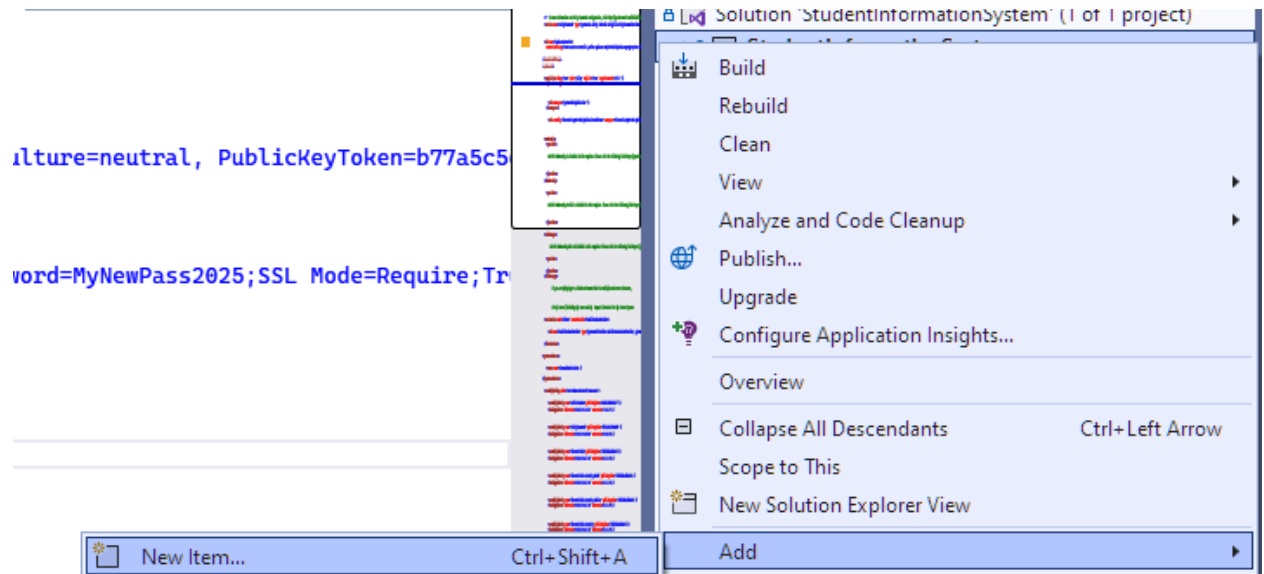 Solution 'StudentInformationSystem' (1 of 1 project)
Build
Rebuild
Clean
ulture=neutral, PublicKeyToken=b77a5c5
View
Analyze and Code Cleanup
Publish...
word=MyNewPass2025;SSL Mode=Require;Tr
Upgrade
Configure Application Insights...
Overview
Collapse All Descendants Ctrl+Left Arrow
Scope to This
New Solution Explorer View
Add
New Item... Ctrl+Shift+A